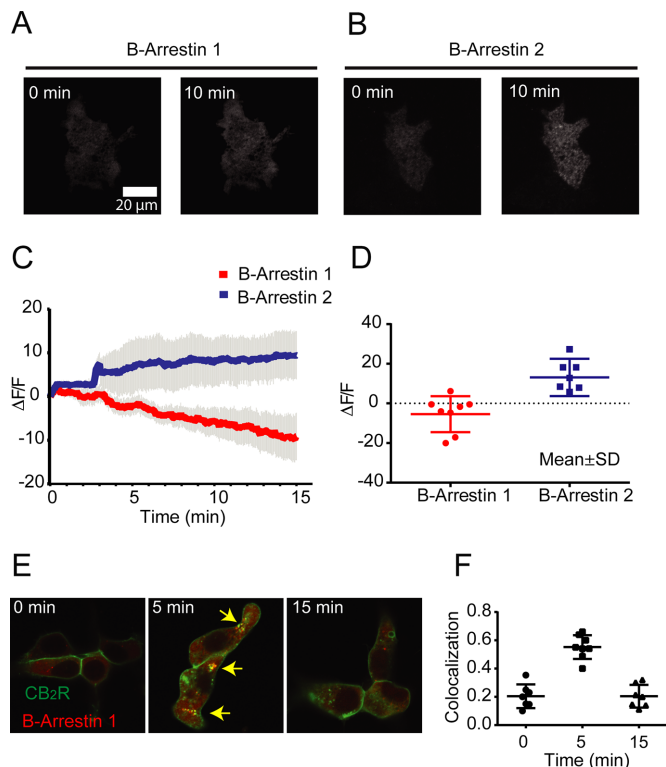 A
B
B-Arrestin 1
B-Arrestin 2
0 min
10 min
0 min
10 min
20 µm
C
D
B-Arrestin 1
B-Arrestin 2
20
10
0
-10
-20
ΔF/F
0
5
10
15
Time (min)
40
20
0
-20
-40
ΔF/F
Mean±SD
B-Arrestin 1
B-Arrestin 2
E
F
0 min
5 min
15 min
CB2R
B-Arrestin 1
Colocalization
0.8
0.6
0.4
0.2
0.0
0
5
15
Time (min)